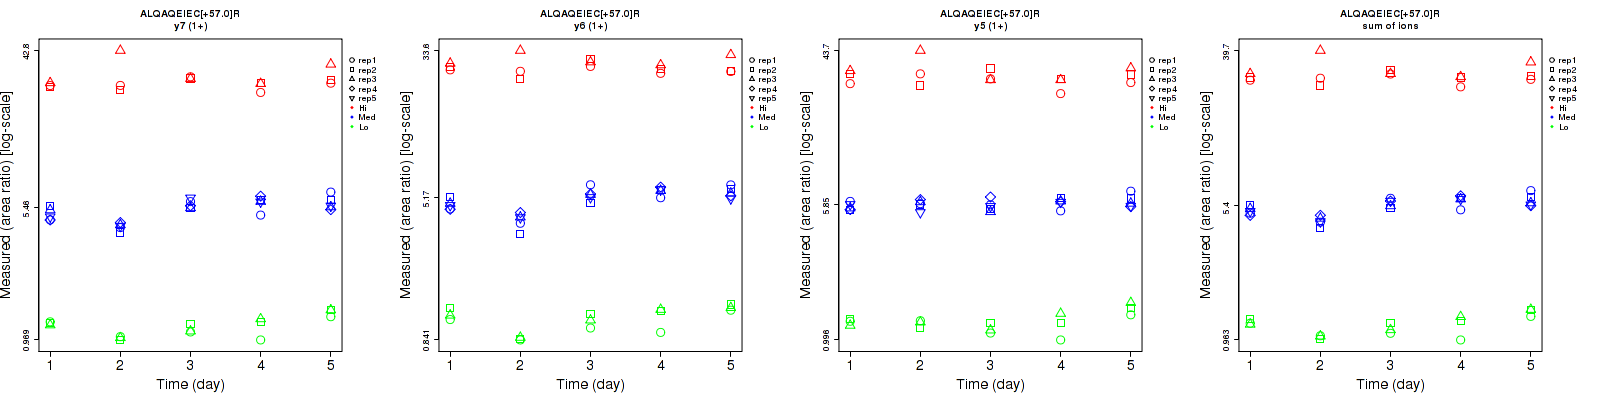 ALQAQEIEC[+57.0]R
y7 (1+)
Measured (area ratio) [log-scale]
42.8
5.48
0.989
1 2 3 4 5
Time (day)
rep1
rep2
rep3
rep4
rep5
Hi
Med
Lo
ALQAQEIEC[+57.0]R
y6 (1+)
Measured (area ratio) [log-scale]
33.6
5.17
0.841
1 2 3 4 5
Time (day)
rep1
rep2
rep3
rep4
rep5
Hi
Med
Lo
ALQAQEIEC[+57.0]R
y5 (1+)
Measured (area ratio) [log-scale]
43.7
5.85
0.996
1 2 3 4 5
Time (day)
rep1
rep2
rep3
rep4
rep5
Hi
Med
Lo
ALQAQEIEC[+57.0]R
sum of ions
Measured (area ratio) [log-scale]
39.7
5.4
0.963
1 2 3 4 5
Time (day)
rep1
rep2
rep3
rep4
rep5
Hi
Med
Lo